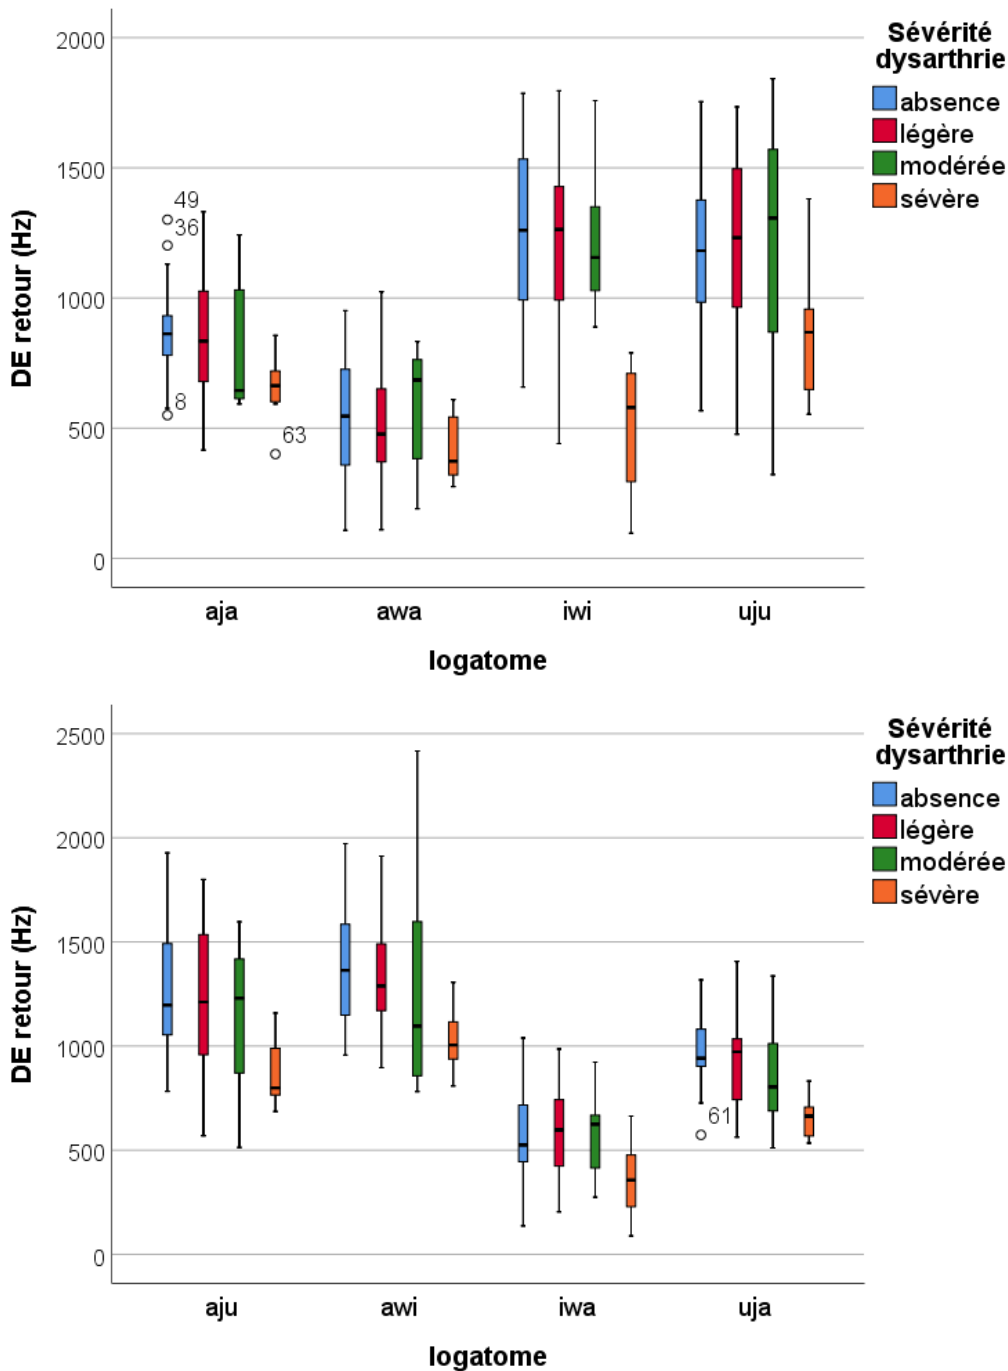 Sévérité
dysarthrie
absence
légère
modérée
sévère
DE retour (Hz)
2000
1500
1000
500
0
49
36
8
63
aja awa iwi uju
logatome
Sévérité
dysarthrie
absence
légère
modérée
sévère
DE retour (Hz)
2500
2000
1500
1000
500
0
61
aju awi iwa uja
logatome